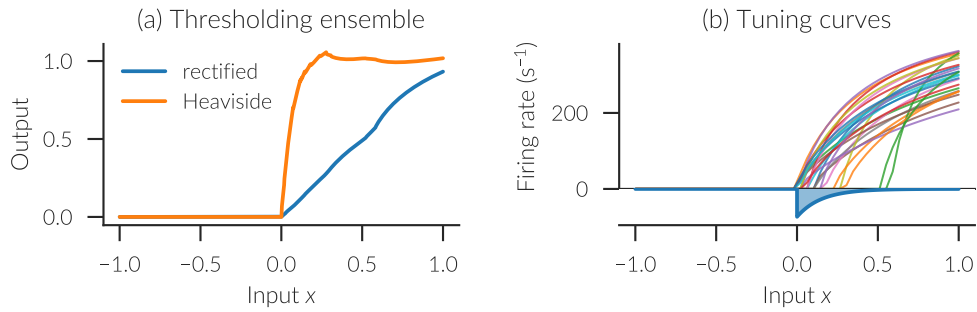 (a) Thresholding ensemble
1.0
0.5
0.0
Output
rectified
Heaviside
−1.0 −0.5 0.0 0.5 1.0
Input x
(b) Tuning curves
200
0
Firing rate (s⁻¹)
−1.0 −0.5 0.0 0.5 1.0
Input x